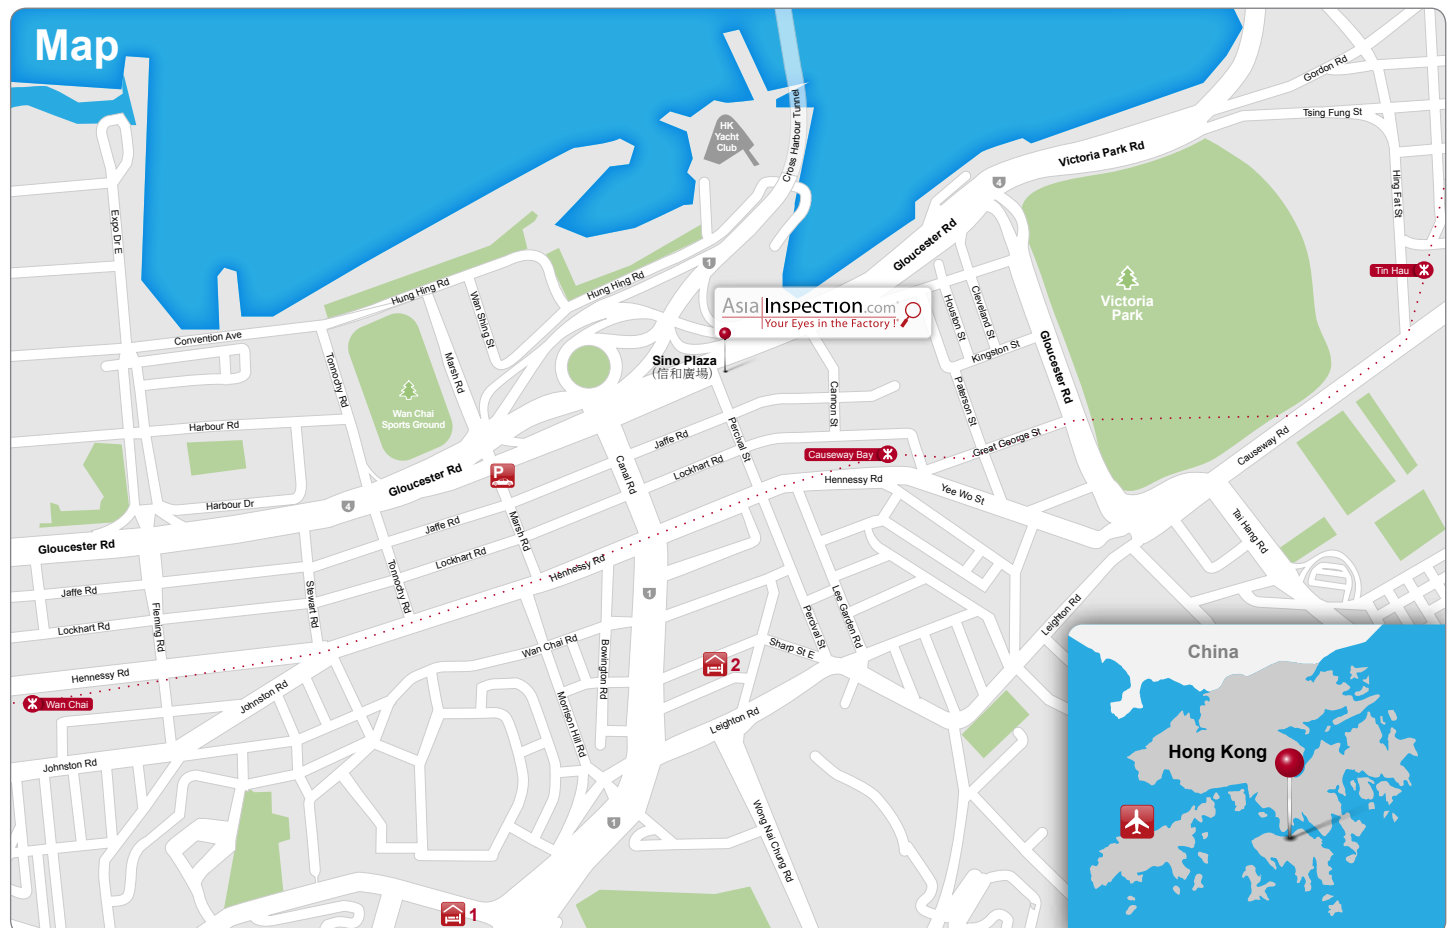 Map
HK
Yacht
Club
Cross Harbour Tunnel
Gordon Rd
Tsing Fung St
Victoria Park Rd
Hing Fat St
4
Expo Dr E
Gloucester Rd
1
Tin Hau
Hung Hing Rd
Hung Hing Rd
Wan Shing St
Houston St
Cleveland St
Victoria
Park
AsiaInspection.com
Your Eyes in the Factory !
Convention Ave
Tonnochy Rd
Marsh Rd
Sino Plaza
(信和廣場)
Kingston St
Gloucester Rd
Wan Chai
Sports Ground
Cannon St
Paterson St
Harbour Rd
Jaffe Rd
Percival St
Great George St
Causeway Rd
Causeway Bay
Lockhart Rd
Canal Rd
Hennessy Rd
Yee Wo St
Gloucester Rd
P
Harbour Dr
4
Jaffe Rd
Marsh Rd
Tai Hang Rd
Gloucester Rd
Lockhart Rd
Hennessy Rd
Tonnochy Rd
Jaffe Rd
Stewart Rd
1
Fleming Rd
Lockhart Rd
Percival St
Lee Garden Rd
Leighton Rd
Wan Chai Rd
Sharp St E
Bowington Rd
2
Hennessy Rd
Johnston Rd
Wan Chai
Morrison Hill Rd
Leighton Rd
Johnston Rd
Wong Nai Chung Rd
1
1
China
Hong Kong